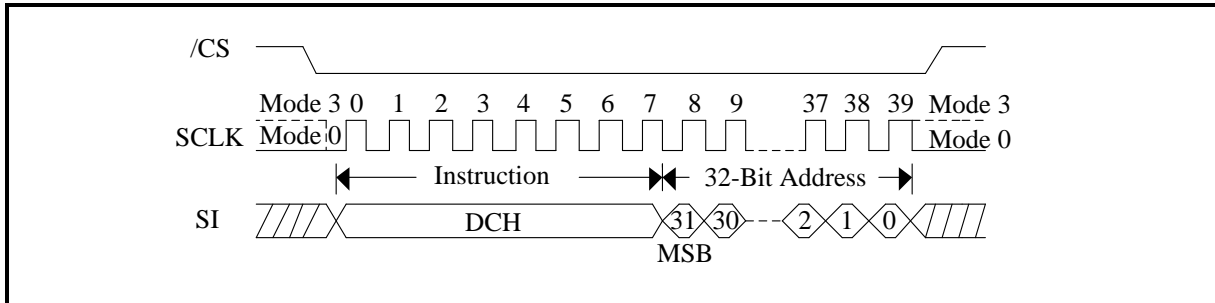 /CS
Mode 3 0 1 2 3 4 5 6 7 8 9 37 38 39 Mode 3
SCLK Mode 0 Mode 0
Instruction 32-Bit Address
SI DCH 31 30 2 1 0
MSB